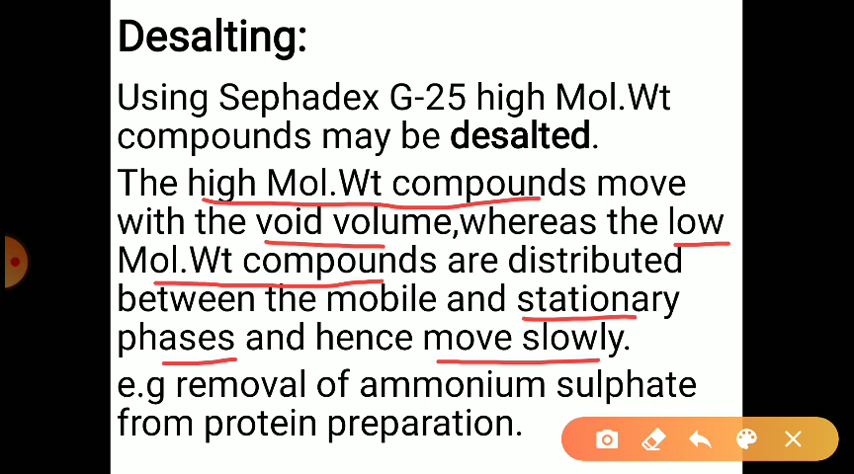 Desalting:
Using Sephadex G-25 high Mol.Wt
compounds may be desalted.
The high Mol.Wt compounds move
with the void volume,whereas the low
Mol.Wt compounds are distributed
between the mobile and stationary
phases and hence move slowly.
e.g removal of ammonium sulphate
from protein preparation.